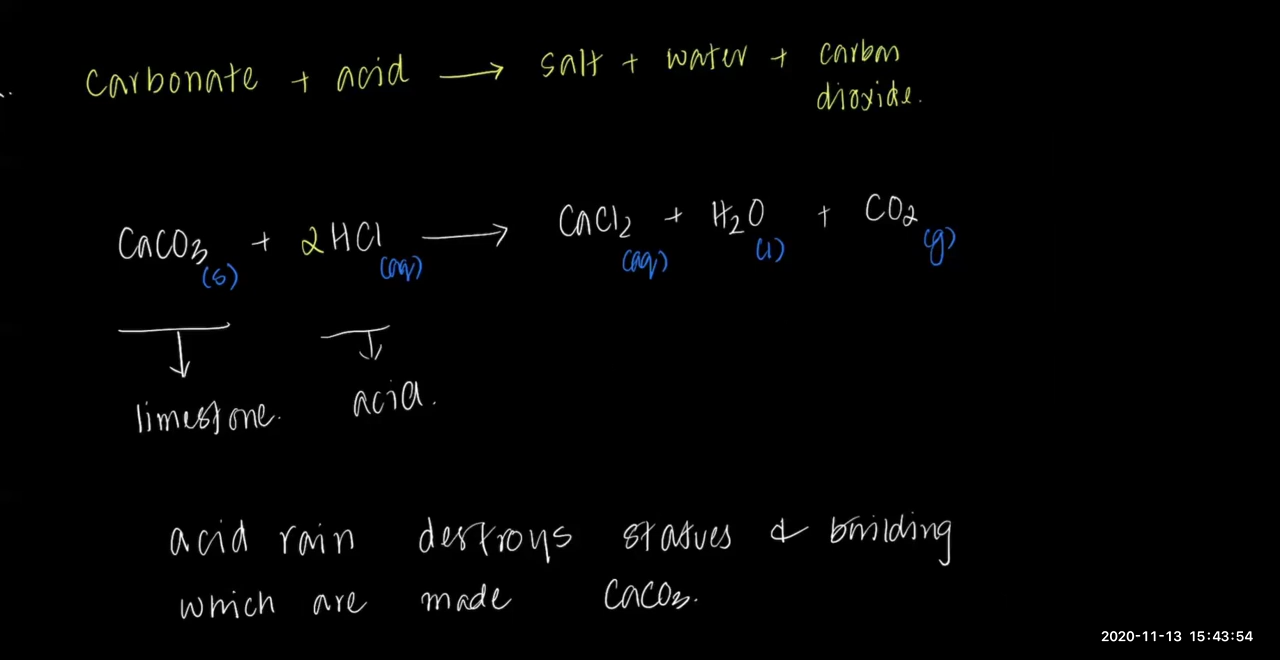 carbonate + acid → salt + water + carbon
dioxide.
CaCO3(s) + 2HCl(aq) → CaCl2(aq) + H2O(l) + CO2(g)
limestone. acid.
acid rain destroys statues & building
which are made CaCO3.
2020-11-13 15:43:54